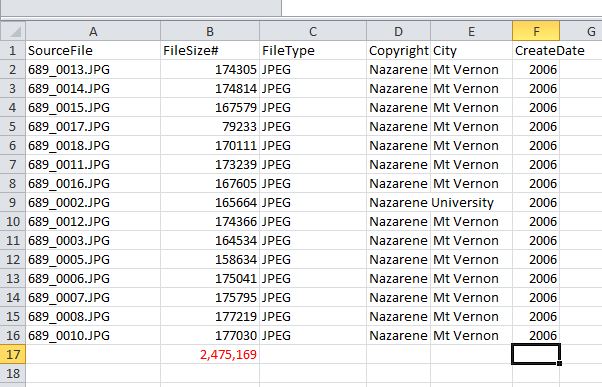 A B C D E F G
1 SourceFile FileSize# FileType Copyright City CreateDate
2 689_0013.JPG 174305 JPEG Nazarene Mt Vernon 2006
3 689_0014.JPG 174814 JPEG Nazarene Mt Vernon 2006
4 689_0015.JPG 167579 JPEG Nazarene Mt Vernon 2006
5 689_0017.JPG 79233 JPEG Nazarene Mt Vernon 2006
6 689_0018.JPG 170111 JPEG Nazarene Mt Vernon 2006
7 689_0011.JPG 173239 JPEG Nazarene Mt Vernon 2006
8 689_0016.JPG 167605 JPEG Nazarene Mt Vernon 2006
9 689_0002.JPG 165664 JPEG Nazarene University 2006
10 689_0012.JPG 174366 JPEG Nazarene Mt Vernon 2006
11 689_0003.JPG 164534 JPEG Nazarene Mt Vernon 2006
12 689_0005.JPG 158634 JPEG Nazarene Mt Vernon 2006
13 689_0006.JPG 175041 JPEG Nazarene Mt Vernon 2006
14 689_0007.JPG 175795 JPEG Nazarene Mt Vernon 2006
15 689_0008.JPG 177219 JPEG Nazarene Mt Vernon 2006
16 689_0010.JPG 177030 JPEG Nazarene Mt Vernon 2006
17 2,475,169
18